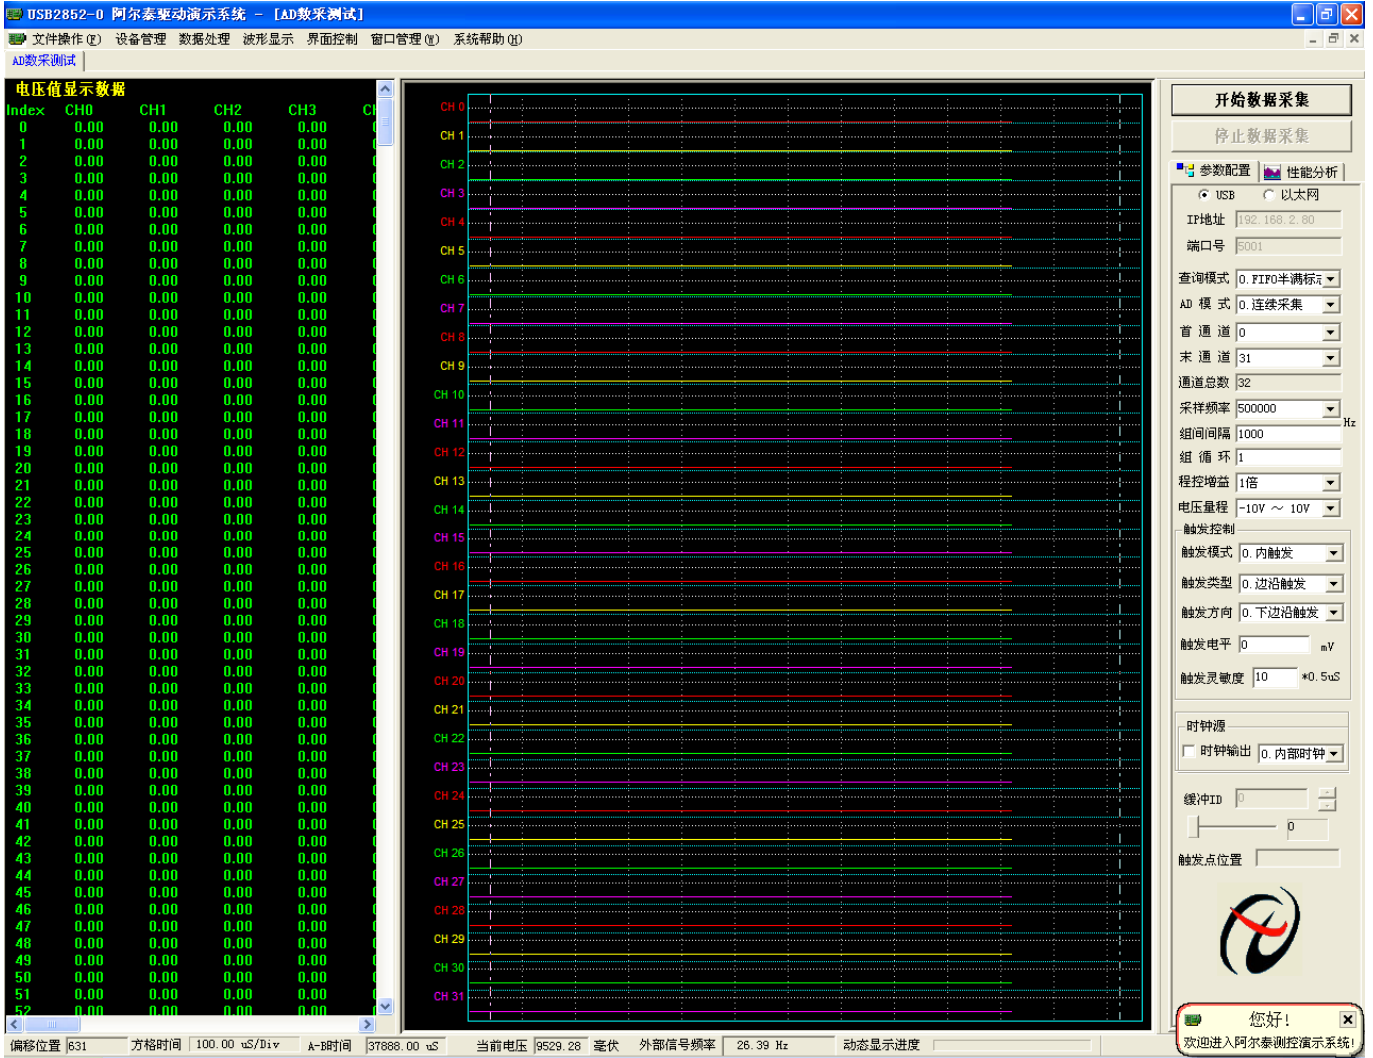 USB2852-0 阿尔泰驱动演示系统 - [AD数采测试]
文件操作(F) 设备管理 数据处理 波形显示 界面控制 窗口管理(W) 系统帮助(H)
AD数采测试
电压值显示数据
Index CH0 CH1 CH2 CH3
0 0.00 0.00 0.00 0.00
1 0.00 0.00 0.00 0.00
2 0.00 0.00 0.00 0.00
3 0.00 0.00 0.00 0.00
4 0.00 0.00 0.00 0.00
5 0.00 0.00 0.00 0.00
6 0.00 0.00 0.00 0.00
7 0.00 0.00 0.00 0.00
8 0.00 0.00 0.00 0.00
9 0.00 0.00 0.00 0.00
10 0.00 0.00 0.00 0.00
11 0.00 0.00 0.00 0.00
12 0.00 0.00 0.00 0.00
13 0.00 0.00 0.00 0.00
14 0.00 0.00 0.00 0.00
15 0.00 0.00 0.00 0.00
16 0.00 0.00 0.00 0.00
17 0.00 0.00 0.00 0.00
18 0.00 0.00 0.00 0.00
19 0.00 0.00 0.00 0.00
20 0.00 0.00 0.00 0.00
21 0.00 0.00 0.00 0.00
22 0.00 0.00 0.00 0.00
23 0.00 0.00 0.00 0.00
24 0.00 0.00 0.00 0.00
25 0.00 0.00 0.00 0.00
26 0.00 0.00 0.00 0.00
27 0.00 0.00 0.00 0.00
28 0.00 0.00 0.00 0.00
29 0.00 0.00 0.00 0.00
30 0.00 0.00 0.00 0.00
31 0.00 0.00 0.00 0.00
32 0.00 0.00 0.00 0.00
33 0.00 0.00 0.00 0.00
34 0.00 0.00 0.00 0.00
35 0.00 0.00 0.00 0.00
36 0.00 0.00 0.00 0.00
37 0.00 0.00 0.00 0.00
38 0.00 0.00 0.00 0.00
39 0.00 0.00 0.00 0.00
40 0.00 0.00 0.00 0.00
41 0.00 0.00 0.00 0.00
42 0.00 0.00 0.00 0.00
43 0.00 0.00 0.00 0.00
44 0.00 0.00 0.00 0.00
45 0.00 0.00 0.00 0.00
46 0.00 0.00 0.00 0.00
47 0.00 0.00 0.00 0.00
48 0.00 0.00 0.00 0.00
49 0.00 0.00 0.00 0.00
50 0.00 0.00 0.00 0.00
51 0.00 0.00 0.00 0.00
52 0.00 0.00 0.00 0.00
CH 0
CH 1
CH 2
CH 3
CH 4
CH 5
CH 6
CH 7
CH 8
CH 9
CH 10
CH 11
CH 12
CH 13
CH 14
CH 15
CH 16
CH 17
CH 18
CH 19
CH 20
CH 21
CH 22
CH 23
CH 24
CH 25
CH 26
CH 27
CH 28
CH 29
CH 30
CH 31
开始数据采集
停止数据采集
参数配置 性能分析
USB 以太网
IP地址 192.168.2.80
端口号 5001
查询模式 0.FIFO半满标
AD 模 式 0.连续采集
首 通 道 0
末 通 道 31
通道总数 32
采样频率 500000 Hz
组间间隔 1000
组 循 环 1
程控增益 1倍
电压量程 -10V ～ 10V
触发控制
触发模式 0.内触发
触发类型 0.边沿触发
触发方向 0.下边沿触发
触发电平 0 mV
触发灵敏度 10 *0.5uS
时钟源
时钟输出 0.内部时钟
缓冲ID 0
0
触发点位置
您好!
欢迎进入阿尔泰测控演示系统!
偏移位置 631 方格时间 100.00 uS/Div A-B时间 37888.00 uS 当前电压 9529.28 毫伏 外部信号频率 26.39 Hz 动态显示进度